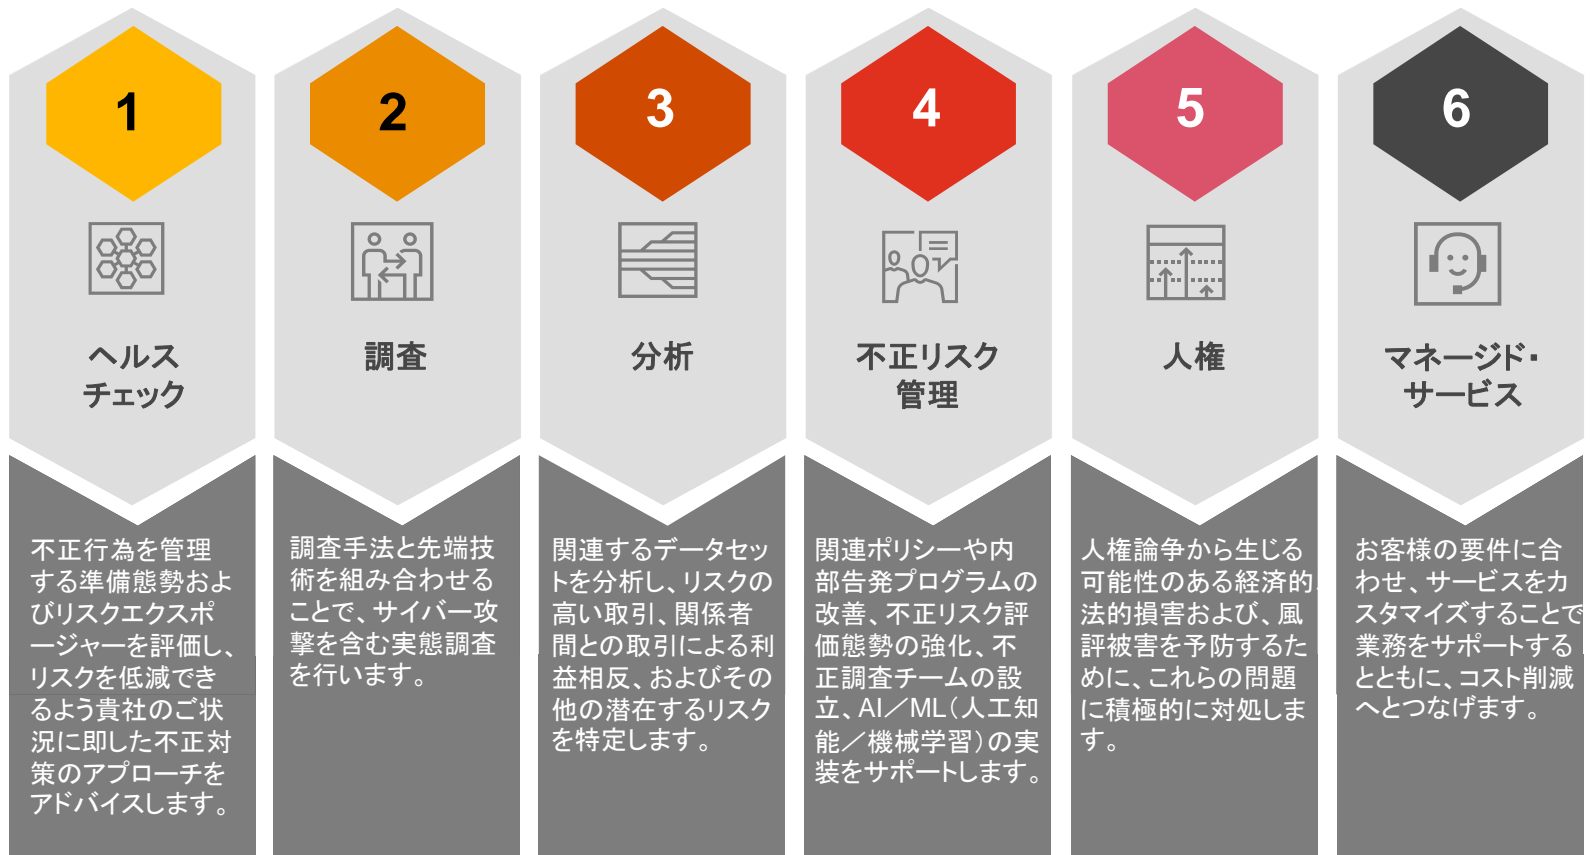 1
ヘルス
チェック
不正行為を管理
する準備態勢およ
びリスクエクスポ
ージャーを評価し、
リスクを低減でき
るよう貴社のご状
況に即した不正対
策のアプローチを
アドバイスします。
2
調査
調査手法と先端技
術を組み合わせる
ことで、サイバー攻
撃を含む実態調査
を行います。
3
分析
関連するデータセッ
トを分析し、リスクの
高い取引、関係者
間との取引による利
益相反、およびその
他の潜在するリスク
を特定します。
4
不正リスク
管理
関連ポリシーや内
部告発プログラムの
改善、不正リスク評
価態勢の強化、不
正調査チームの設
立、AI／ML（人工知
能／機械学習）の実
装をサポートします。
5
人権
人権論争から生じる
可能性のある経済的、
法的損害および、風
評被害を予防するた
めに、これらの問題
に積極的に対処しま
す。
6
マネージド・
サービス
お客様の要件に合
わせ、サービスをカ
スタマイズすることで
業務をサポートする
とともに、コスト削減
へとつなげます。